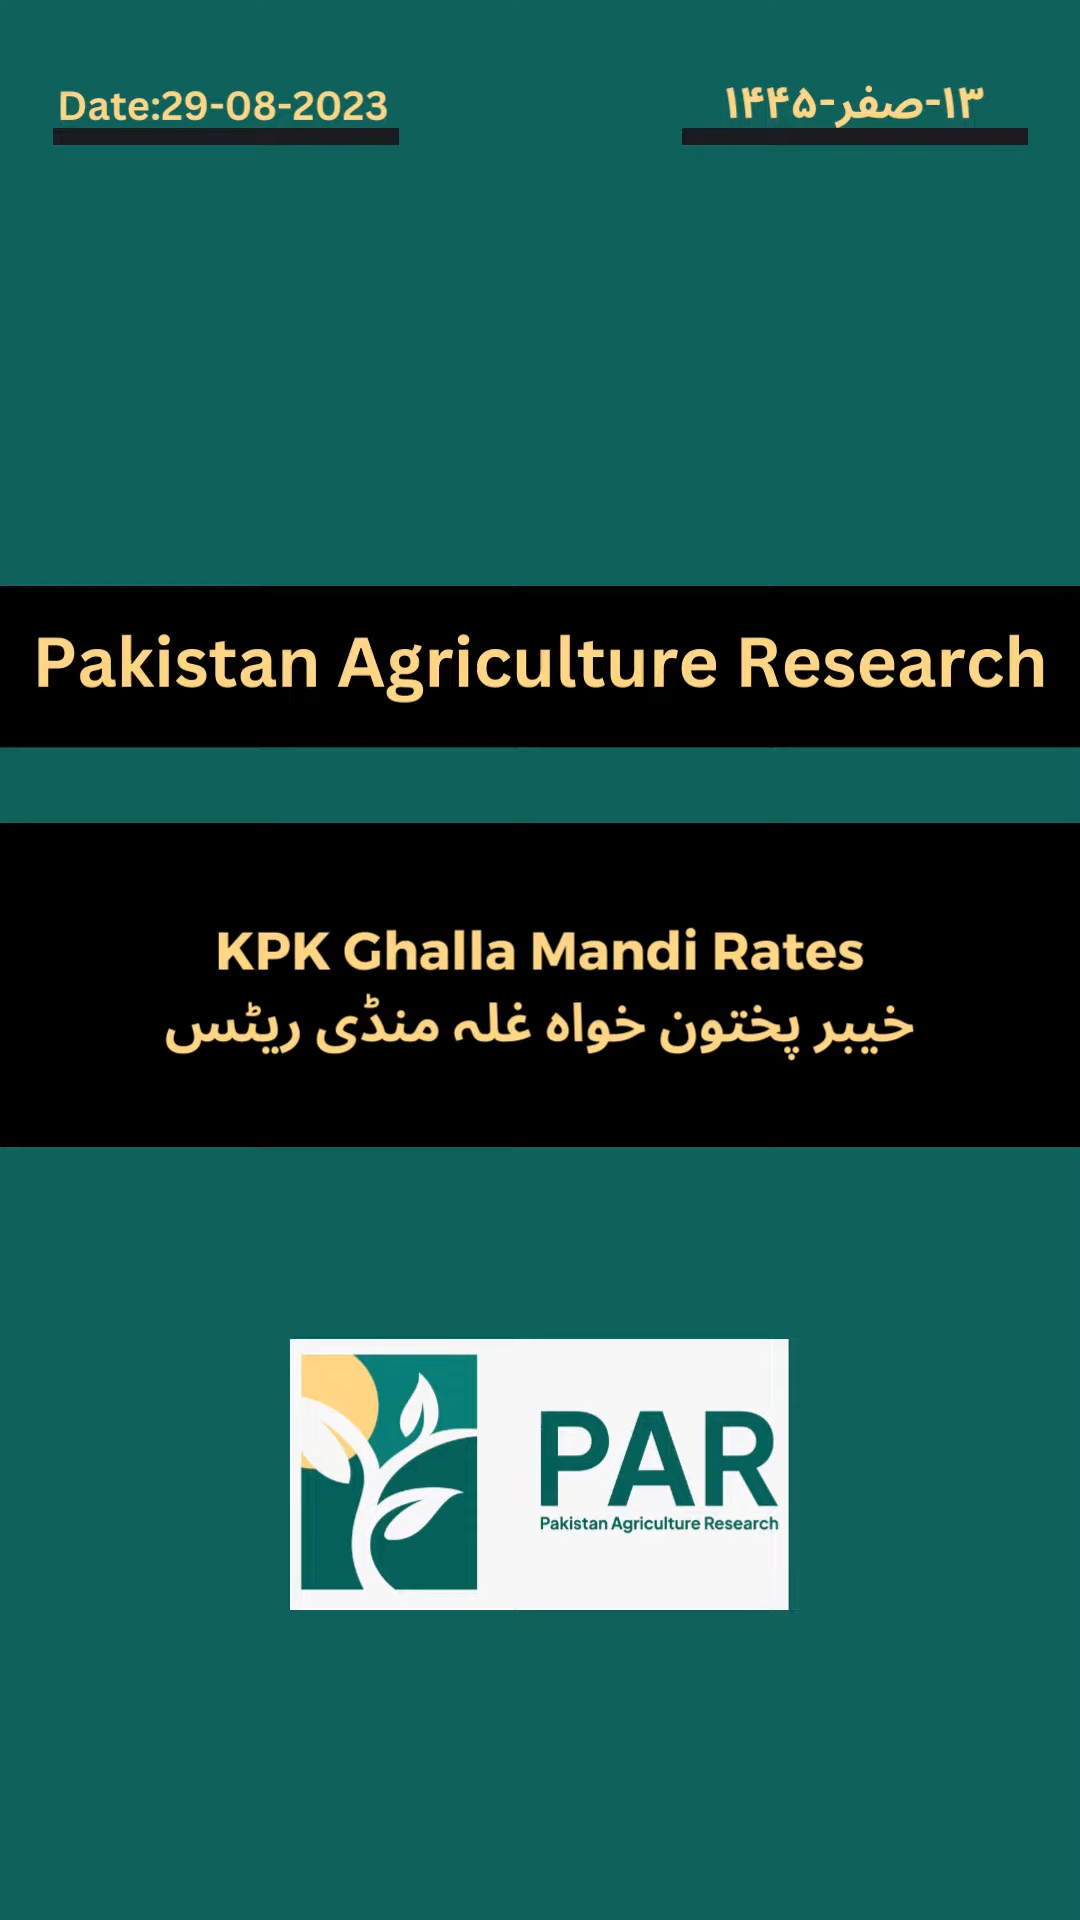 Date:29-08-2023
۱۳-صفر-۱۴۴۵
Pakistan Agriculture Research
KPK Ghalla Mandi Rates
خیبر پختون خواہ غلہ منڈی ریٹس
PAR
Pakistan Agriculture Research